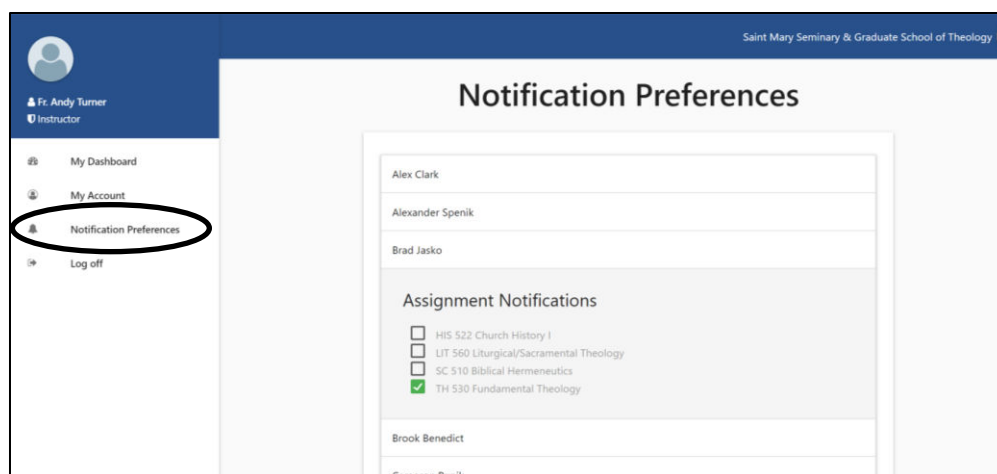 Saint Mary Seminary & Graduate School of Theology
Fr. Andy Turner
Instructor
My Dashboard
My Account
Notification Preferences
Log off
Notification Preferences
Alex Clark
Alexander Spenik
Brad Jasko
Assignment Notifications
HIS 522 Church History I
LIT 560 Liturgical/Sacramental Theology
SC 510 Biblical Hermeneutics
TH 530 Fundamental Theology
Brook Benedict